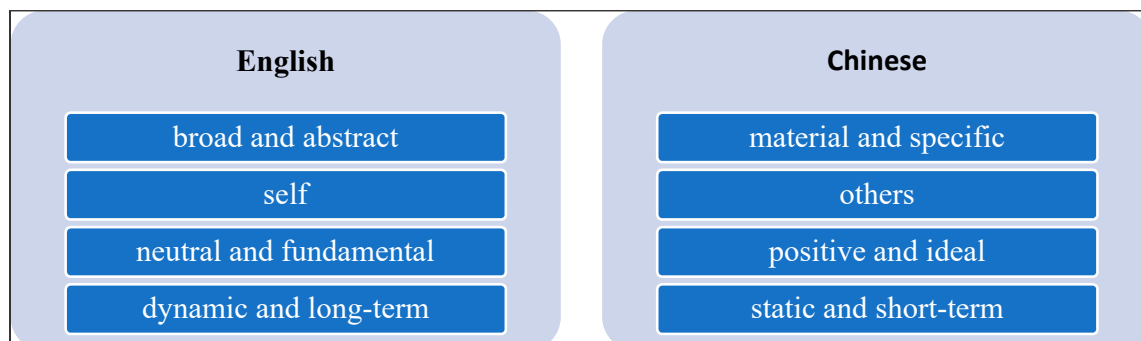 English
broad and abstract
self
neutral and fundamental
dynamic and long-term
Chinese
material and specific
others
positive and ideal
static and short-term